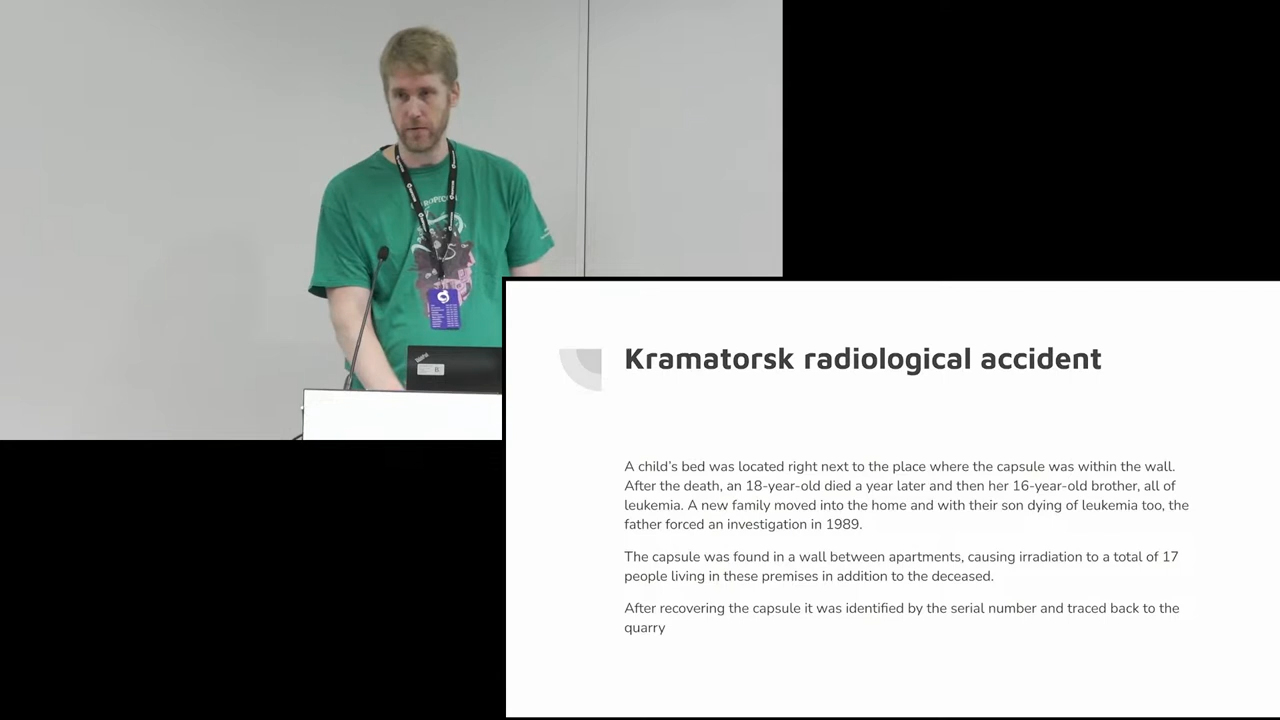 ThinkPad
Kramatorsk radiological accident
A child’s bed was located right next to the place where the capsule was within the wall.
After the death, an 18-year-old died a year later and then her 16-year-old brother, all of
leukemia. A new family moved into the home and with their son dying of leukemia too, the
father forced an investigation in 1989.
The capsule was found in a wall between apartments, causing irradiation to a total of 17
people living in these premises in addition to the deceased.
After recovering the capsule it was identified by the serial number and traced back to the
quarry